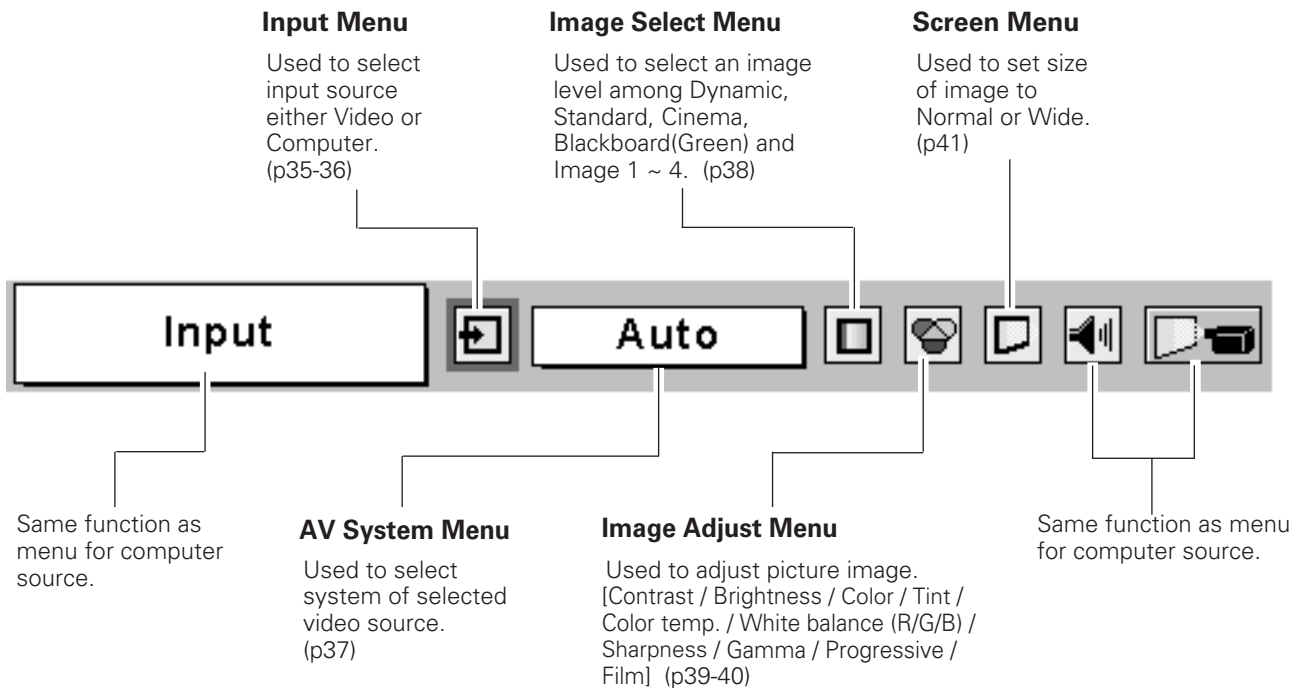 Input Menu
Used to select
input source
either Video or
Computer.
(p35-36)
Image Select Menu
Used to select an image
level among Dynamic,
Standard, Cinema,
Blackboard(Green) and
Image 1 ~ 4.  (p38)
Screen Menu
Used to set size
of image to
Normal or Wide.
(p41)
Input
Auto
Same function as
menu for computer
source.
AV System Menu
Used to select
system of selected
video source.
(p37)
Image Adjust Menu
Used to adjust picture image.
[Contrast / Brightness / Color / Tint /
Color temp. / White balance (R/G/B) /
Sharpness / Gamma / Progressive /
Film]  (p39-40)
Same function as menu
for computer source.